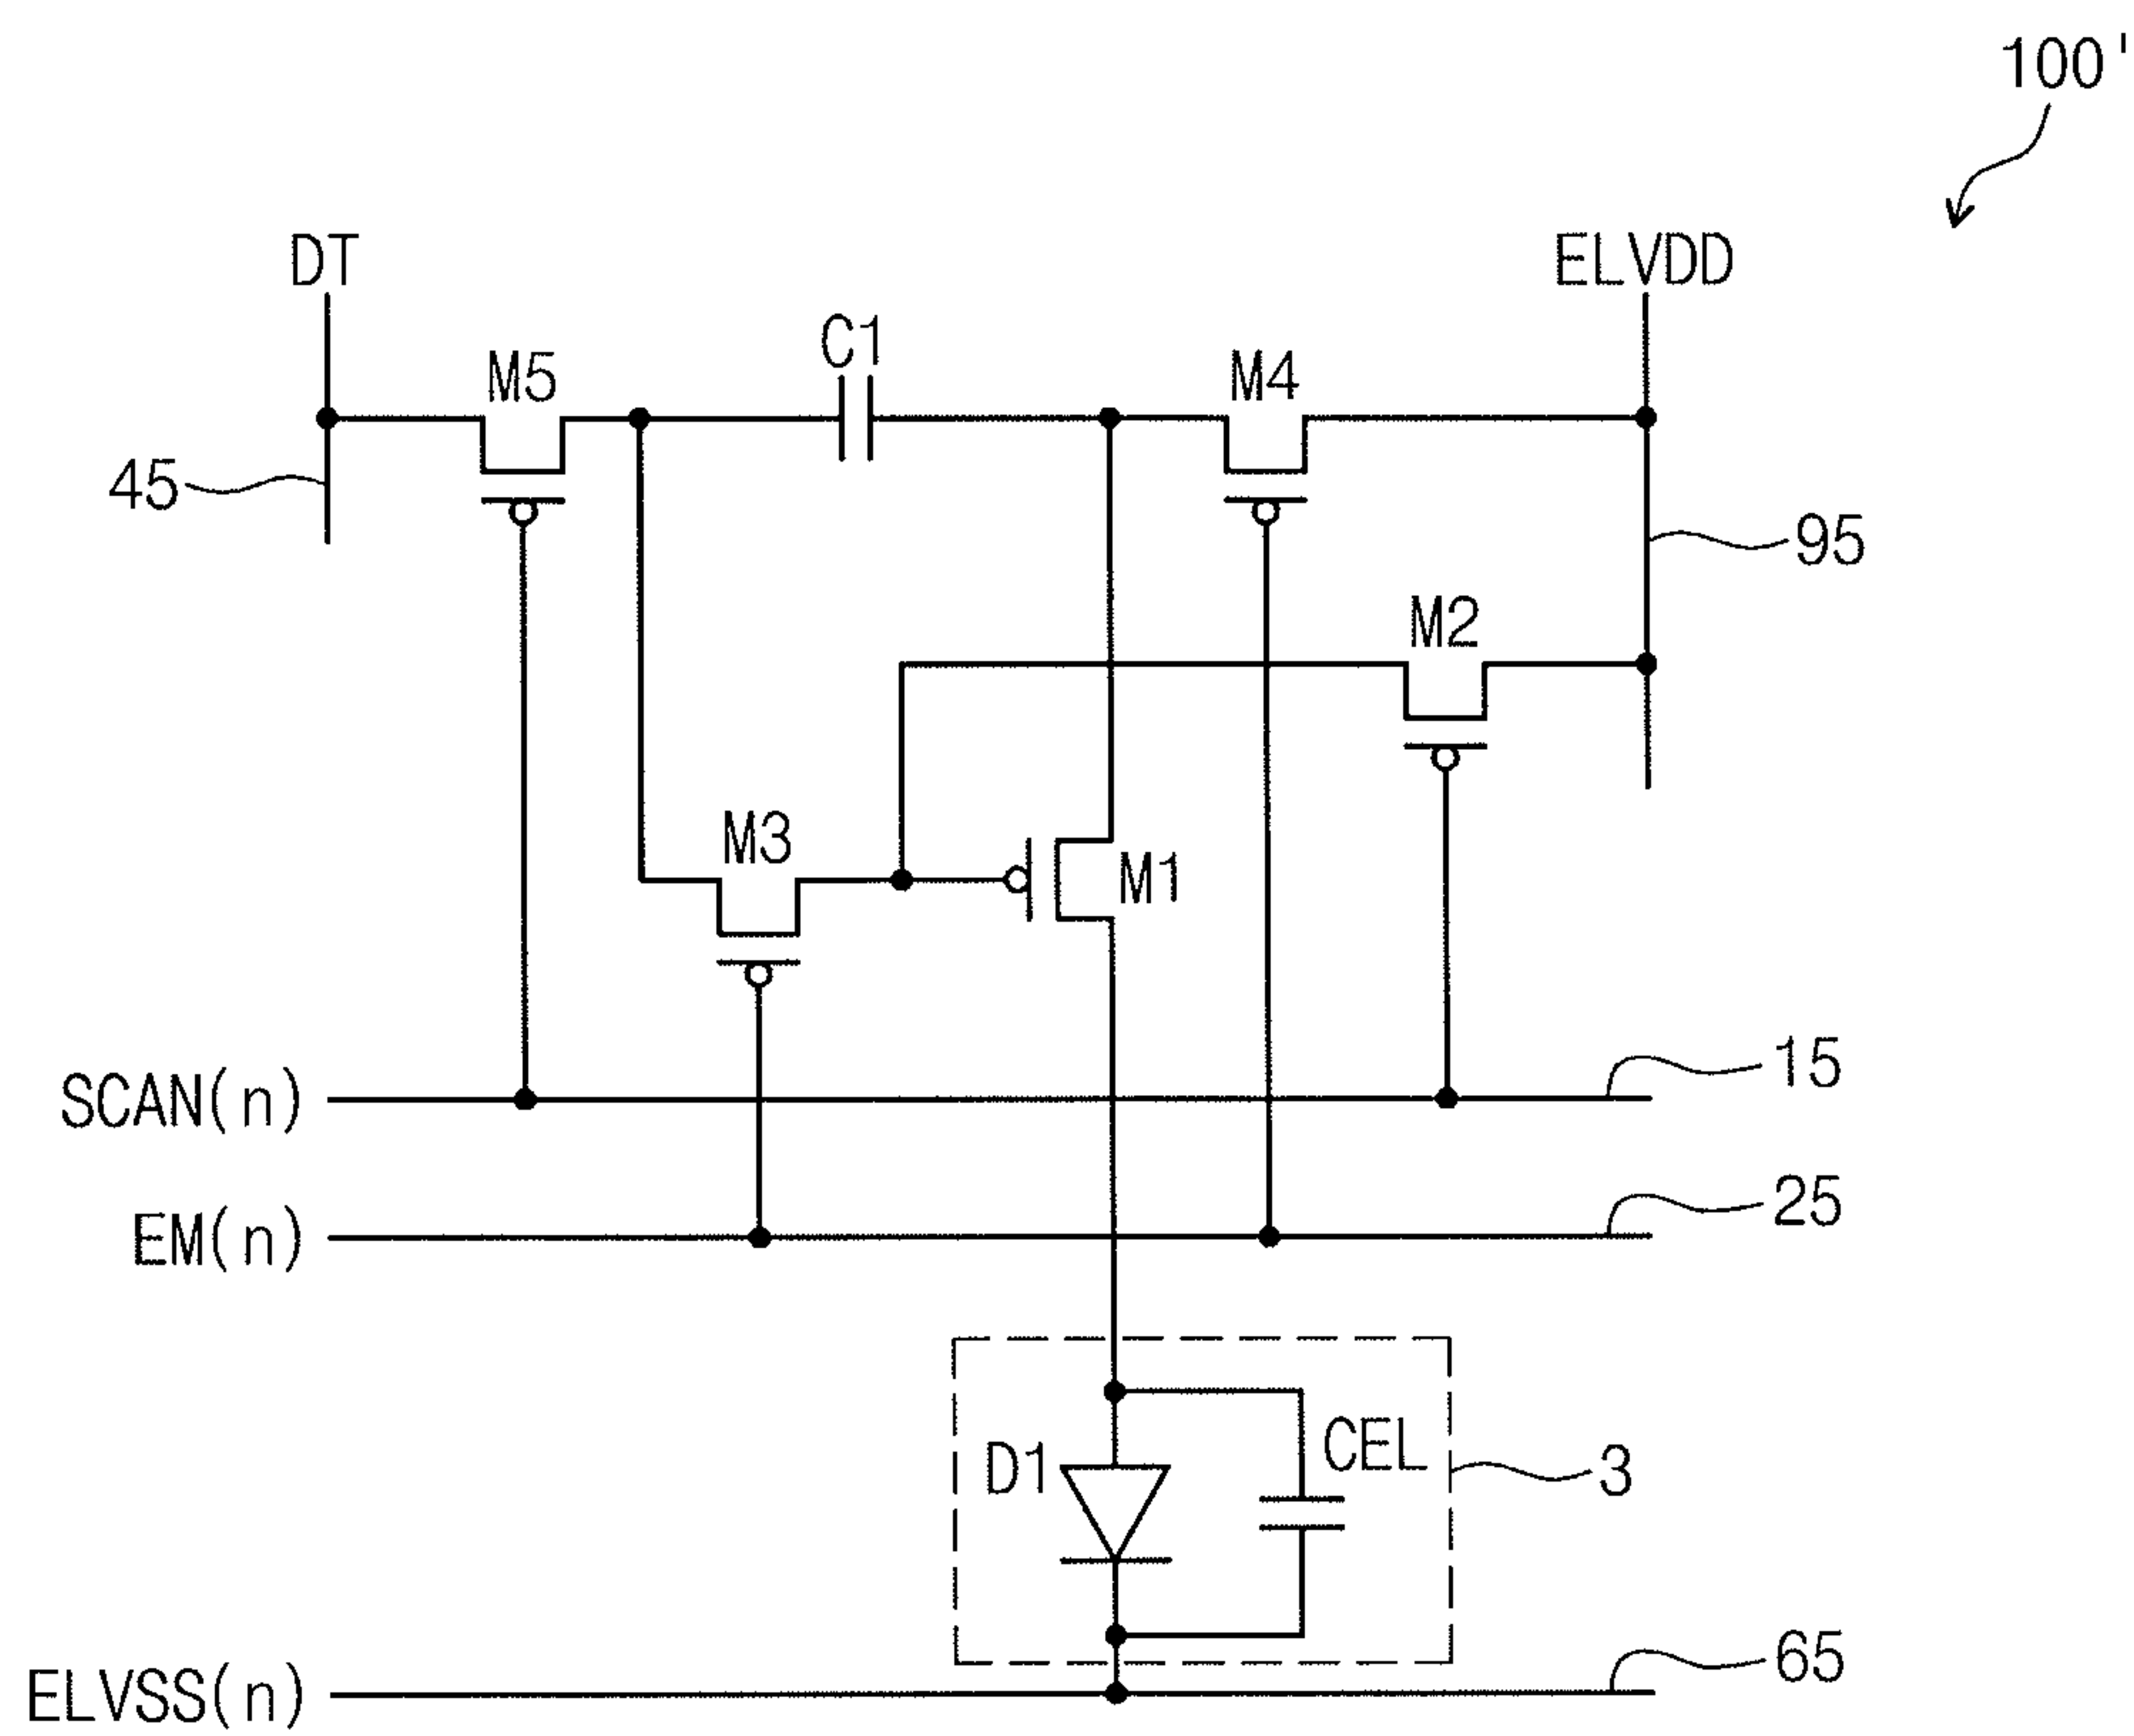 100'
DT
ELVDD
C1
M5
M4
45
95
M2
M3
M1
15
SCAN(n)
25
EM(n)
D1
CEL
3
65
ELVSS(n)